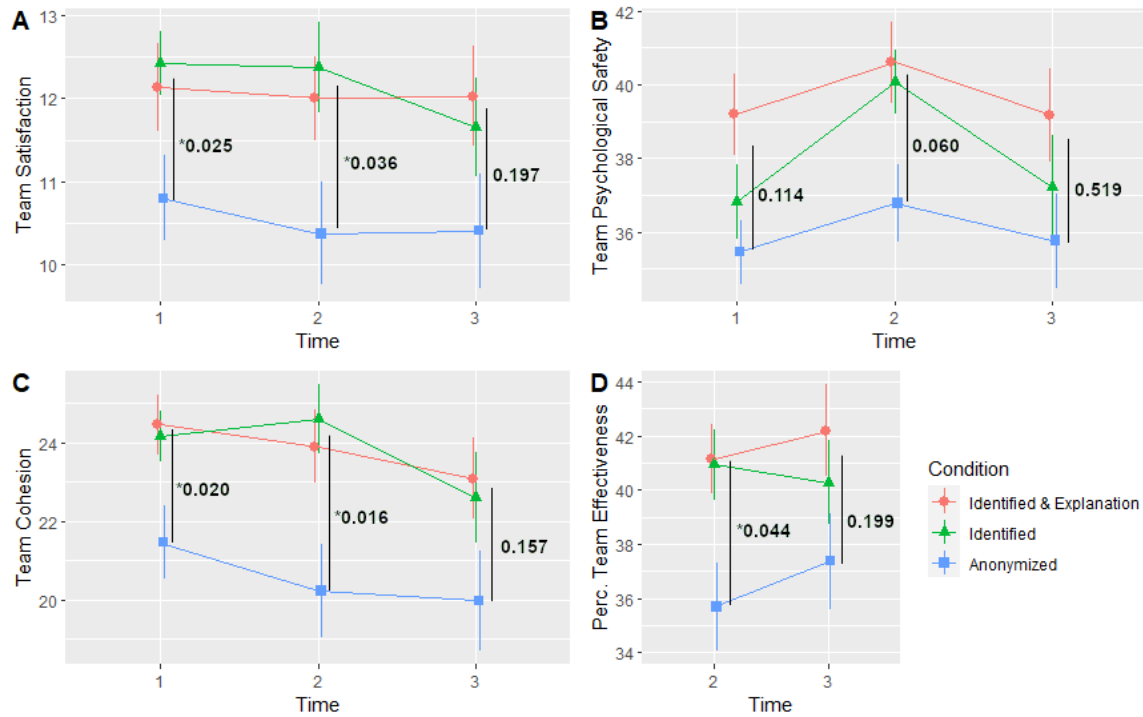 A
Team Satisfaction
13
12
11
10
*0.025
*0.036
0.197
1
2
3
Time
B
Team Psychological Safety
42
40
38
36
0.114
0.060
0.519
1
2
3
Time
C
Team Cohesion
24
22
20
*0.020
*0.016
0.157
1
2
3
Time
D
Perc. Team Effectiveness
44
42
40
38
36
34
*0.044
0.199
2
3
Time
Condition
Identified & Explanation
Identified
Anonymized